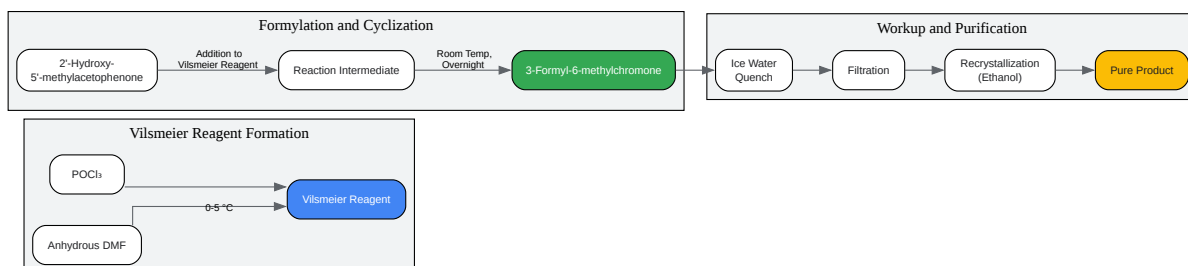 Formylation and Cyclization
2'-Hydroxy-
5'-methylacetophenone
Addition to
Vilsmeier Reagent
Reaction Intermediate
Room Temp,
Overnight
3-Formyl-6-methylchromone
Workup and Purification
Ice Water
Quench
Filtration
Recrystallization
(Ethanol)
Pure Product
Vilsmeier Reagent Formation
POCl₃
0-5 °C
Vilsmeier Reagent
Anhydrous DMF